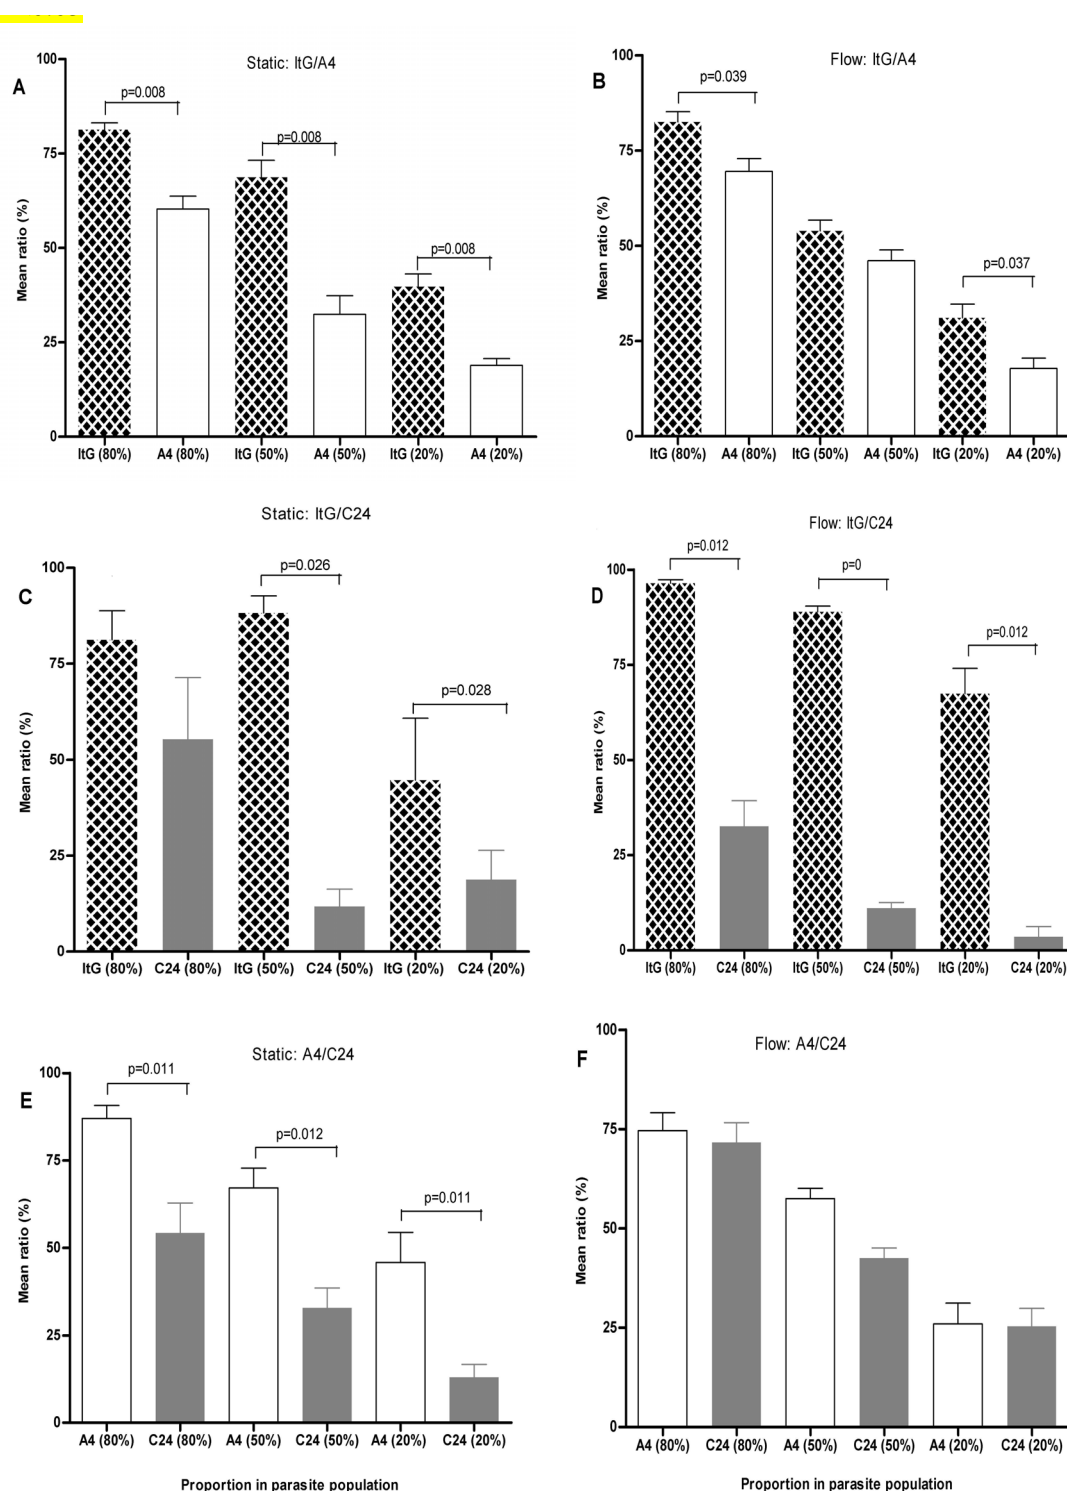 A
Static: ItG/A4
Mean ratio (%)
100
75
50
25
0
p=0.008
p=0.008
p=0.008
ItG (80%) A4 (80%) ItG (50%) A4 (50%) ItG (20%) A4 (20%)
B
Flow: ItG/A4
Mean ratio (%)
100
75
50
25
0
p=0.039
p=0.037
ItG (80%) A4 (80%) ItG (50%) A4 (50%) ItG (20%) A4 (20%)
C
Static: ItG/C24
Mean ratio (%)
100
75
50
25
0
p=0.026
p=0.028
ItG (80%) C24 (80%) ItG (50%) C24 (50%) ItG (20%) C24 (20%)
D
Flow: ItG/C24
Mean ratio (%)
100
75
50
25
0
p=0.012
p=0
p=0.012
ItG (80%) C24 (80%) ItG (50%) C24 (50%) ItG (20%) C24 (20%)
E
Static: A4/C24
Mean ratio (%)
100
75
50
25
0
p=0.011
p=0.012
p=0.011
A4 (80%) C24 (80%) A4 (50%) C24 (50%) A4 (20%) C24 (20%)
Proportion in parasite population
F
Flow: A4/C24
Mean ratio (%)
100
75
50
25
0
A4 (80%) C24 (80%) A4 (50%) C24 (50%) A4 (20%) C24 (20%)
Proportion in parasite population